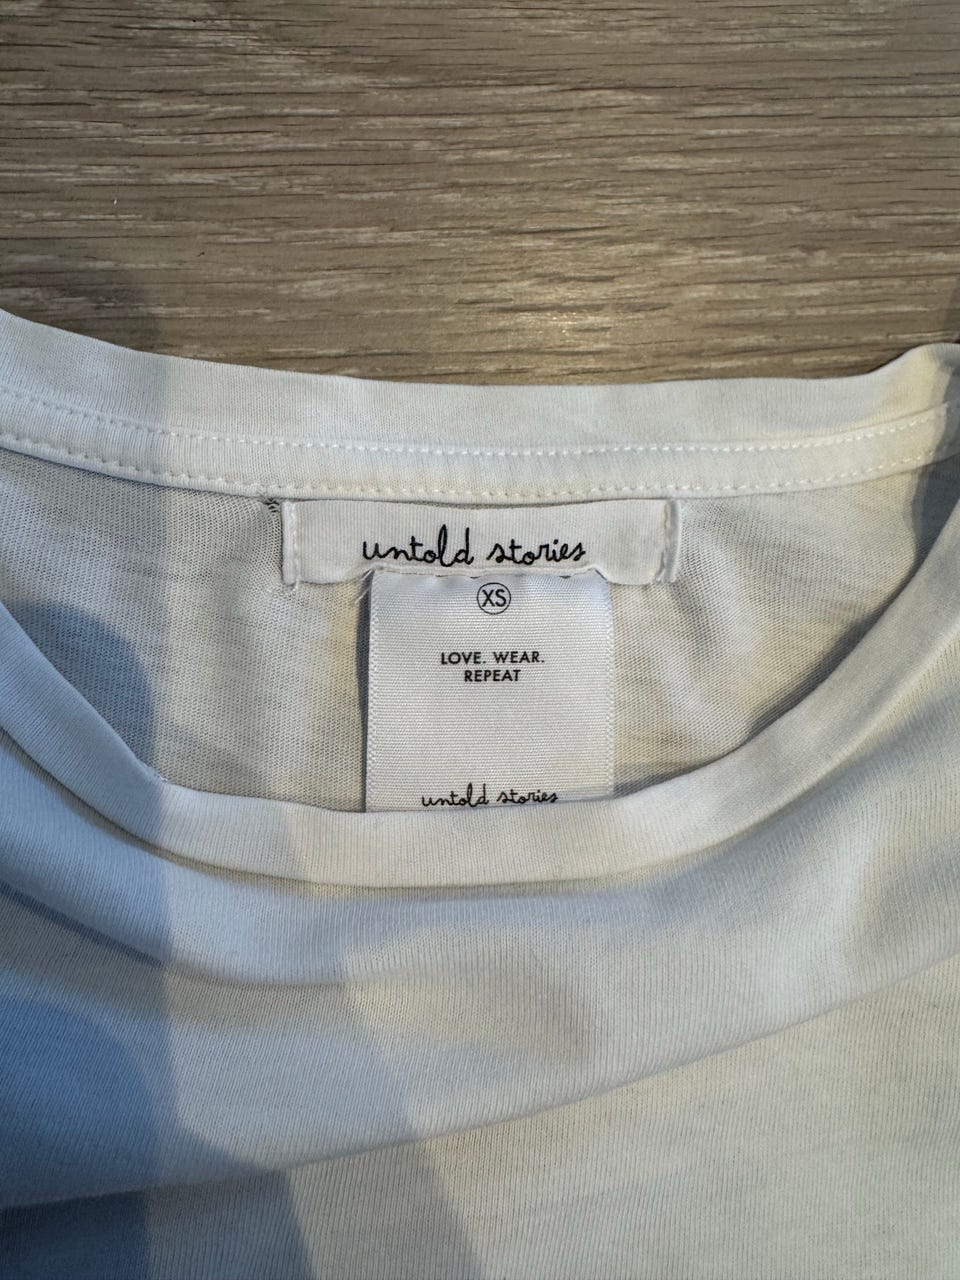 untold stories
XS
LOVE. WEAR.
REPEAT
untold stories